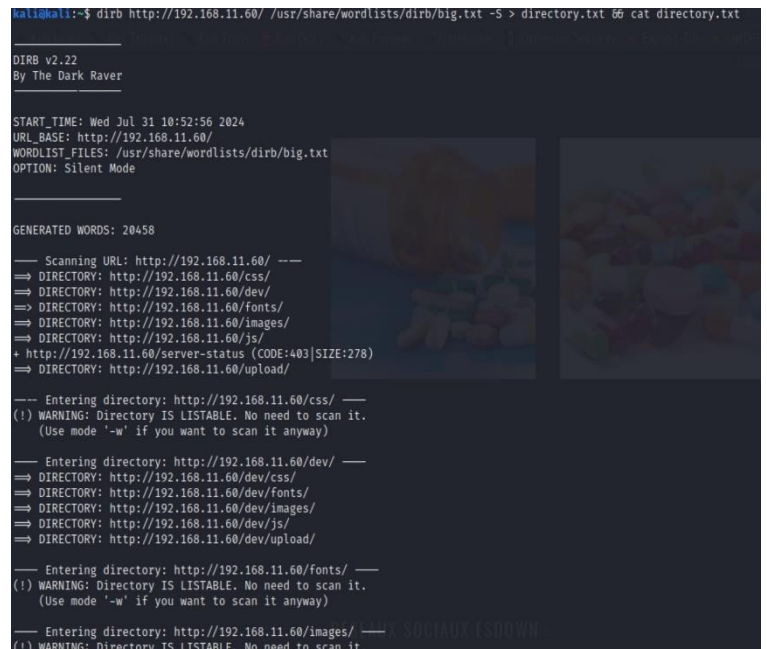 kali@kali:~$ dirb http://192.168.11.60/ /usr/share/wordlists/dirb/big.txt -S > directory.txt && cat directory.txt
DIRB v2.22
By The Dark Raver
START_TIME: Wed Jul 31 10:52:56 2024
URL_BASE: http://192.168.11.60/
WORDLIST_FILES: /usr/share/wordlists/dirb/big.txt
OPTION: Silent Mode
GENERATED WORDS: 20458
---- Scanning URL: http://192.168.11.60/ ----
==> DIRECTORY: http://192.168.11.60/css/
==> DIRECTORY: http://192.168.11.60/dev/
==> DIRECTORY: http://192.168.11.60/fonts/
==> DIRECTORY: http://192.168.11.60/images/
==> DIRECTORY: http://192.168.11.60/js/
+ http://192.168.11.60/server-status (CODE:403|SIZE:278)
==> DIRECTORY: http://192.168.11.60/upload/
---- Entering directory: http://192.168.11.60/css/ ----
(!) WARNING: Directory IS LISTABLE. No need to scan it.
(Use mode '-w' if you want to scan it anyway)
---- Entering directory: http://192.168.11.60/dev/ ----
==> DIRECTORY: http://192.168.11.60/dev/css/
==> DIRECTORY: http://192.168.11.60/dev/fonts/
==> DIRECTORY: http://192.168.11.60/dev/images/
==> DIRECTORY: http://192.168.11.60/dev/js/
==> DIRECTORY: http://192.168.11.60/dev/upload/
---- Entering directory: http://192.168.11.60/fonts/ ----
(!) WARNING: Directory IS LISTABLE. No need to scan it.
(Use mode '-w' if you want to scan it anyway)
---- Entering directory: http://192.168.11.60/images/ ----
SOCIAUX ESDOWN
(!) WARNING: Directory IS LISTABLE. No need to scan it.